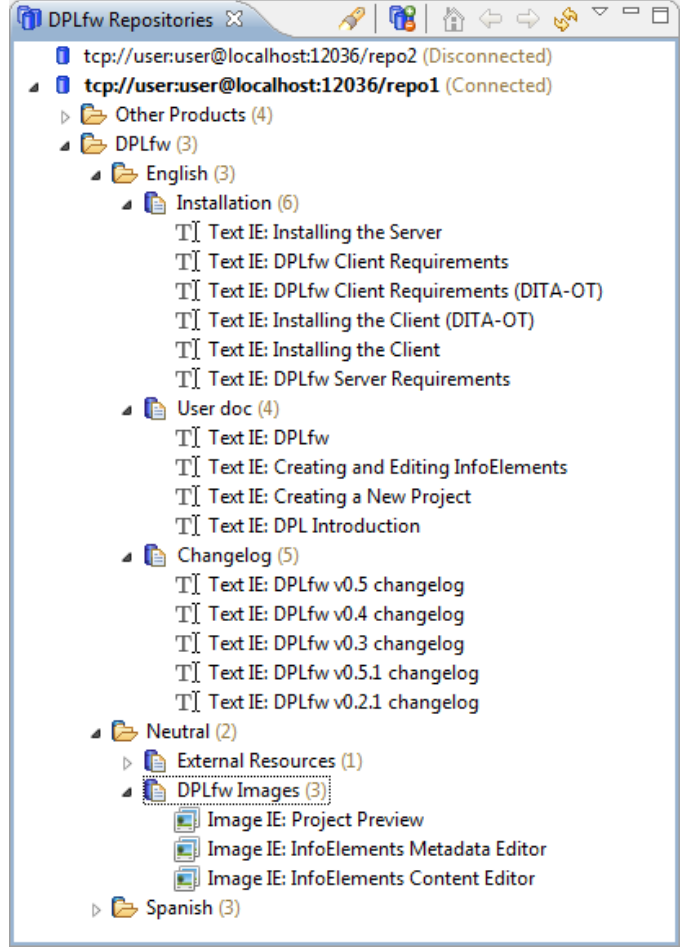 DPLfw Repositories
tcp://user:user@localhost:12036/repo2 (Disconnected)
tcp://user:user@localhost:12036/repo1 (Connected)
Other Products (4)
DPLfw (3)
English (3)
Installation (6)
Text IE: Installing the Server
Text IE: DPLfw Client Requirements
Text IE: DPLfw Client Requirements (DITA-OT)
Text IE: Installing the Client (DITA-OT)
Text IE: Installing the Client
Text IE: DPLfw Server Requirements
User doc (4)
Text IE: DPLfw
Text IE: Creating and Editing InfoElements
Text IE: Creating a New Project
Text IE: DPL Introduction
Changelog (5)
Text IE: DPLfw v0.5 changelog
Text IE: DPLfw v0.4 changelog
Text IE: DPLfw v0.3 changelog
Text IE: DPLfw v0.5.1 changelog
Text IE: DPLfw v0.2.1 changelog
Neutral (2)
External Resources (1)
DPLfw Images (3)
Image IE: Project Preview
Image IE: InfoElements Metadata Editor
Image IE: InfoElements Content Editor
Spanish (3)